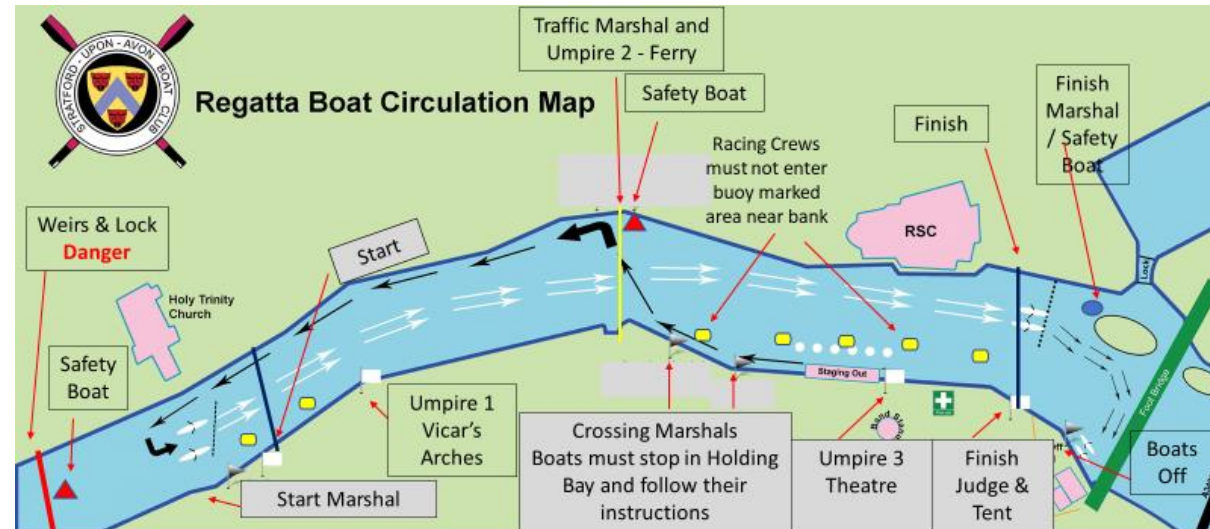 STRATFORD - UPON - AVON
BOAT CLUB
Regatta Boat Circulation Map
Traffic Marshal and
Umpire 2 - Ferry
Safety Boat
Finish
Finish
Marshal
/ Safety
Boat
Racing Crews
must not enter
buoy marked
area near bank
RSC
Lock
Weirs & Lock
Danger
Start
Holy Trinity
Church
Safety
Boat
Umpire 1
Vicar's
Arches
Start Marshal
Staging Out
Crossing Marshals
Boats must stop in Holding
Bay and follow their
instructions
Band Stand
Umpire 3
Theatre
Finish
Judge &
Tent
Foot Bridge
Boats
Off